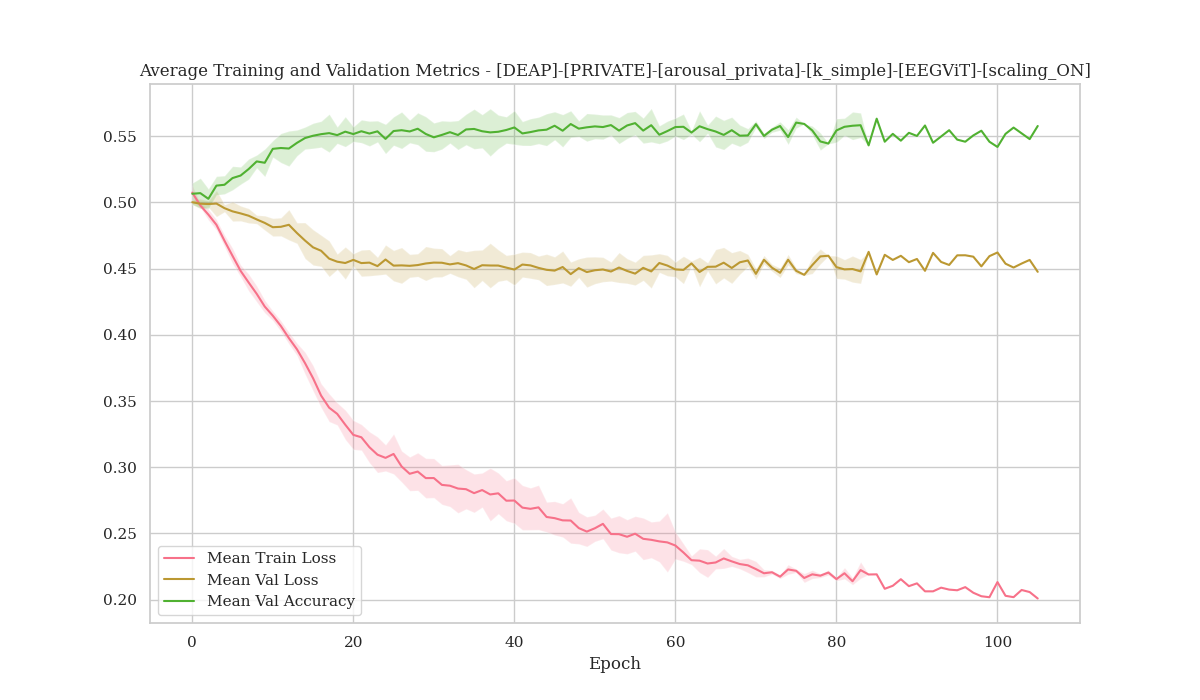 Average Training and Validation Metrics - [DEAP]-[PRIVATE]-[arousal_privata]-[k_simple]-[EEGViT]-[scaling_ON]
0.55
0.50
0.45
0.40
0.35
0.30
0.25
0.20
Mean Train Loss
Mean Val Loss
Mean Val Accuracy
0 20 40 60 80 100
Epoch